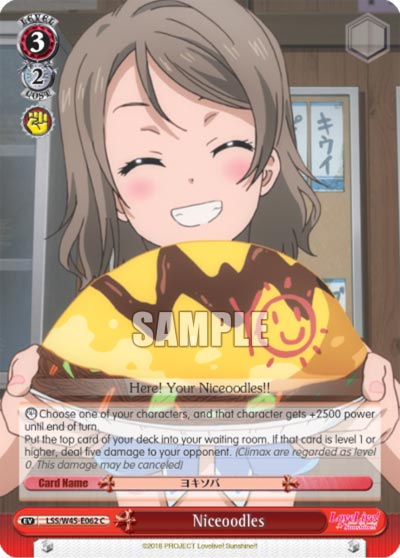 LEVEL
3
2
COST
キウイ
SAMPLE
Here! Your Niceoodles!!
Choose one of your characters, and that character gets +2500 power
until end of turn.
Put the top card of your deck into your waiting room. If that card is level 1 or
higher, deal five damage to your opponent. (Climax are regarded as level
0. This damage may be canceled)
Card Name ヨキソバ
EV LSS/W45-E062 C Niceoodles LoveLive! Sunshine!!
©2016 PROJECT Lovelive! Sunshine!!